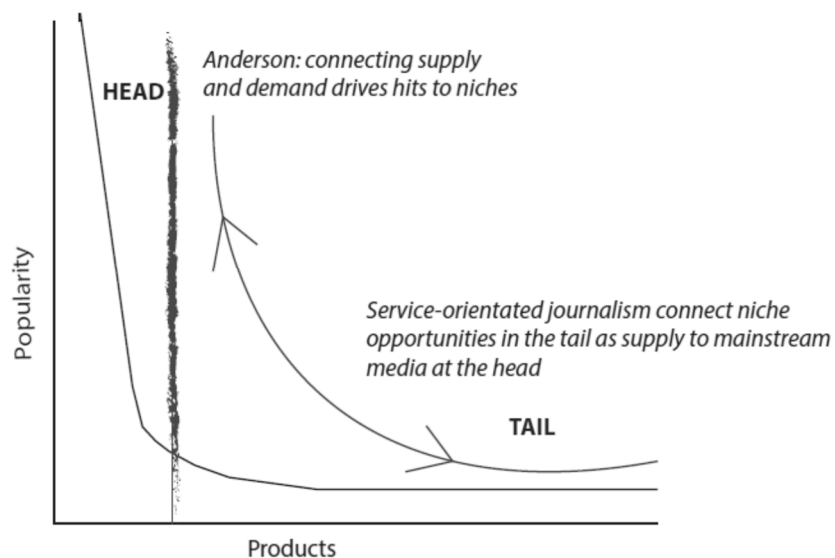 Anderson: connecting supply
and demand drives hits to niches
HEAD
Popularity
Service-orientated journalism connect niche
opportunities in the tail as supply to mainstream
media at the head
TAIL
Products